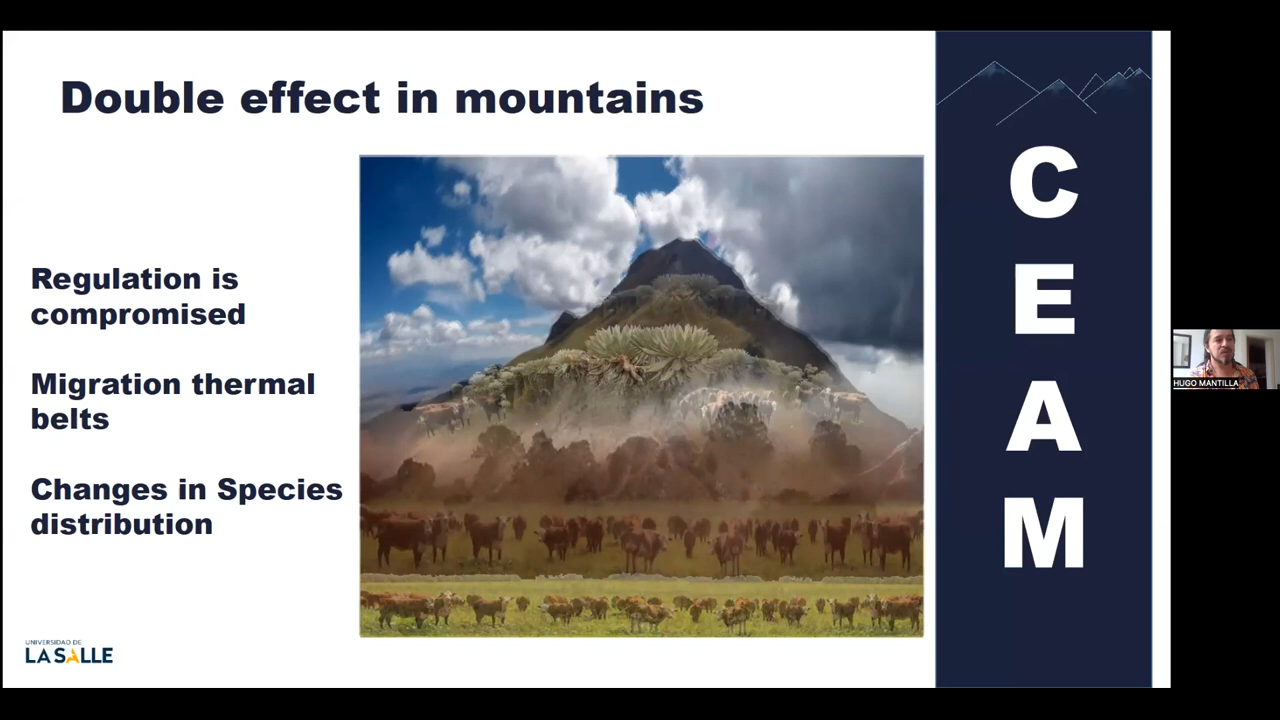 Double effect in mountains
Regulation is
compromised
Migration thermal
belts
Changes in Species
distribution
UNIVERSIDAD DE
LA SALLE
C
E
A
M
HUGO MANTILLA